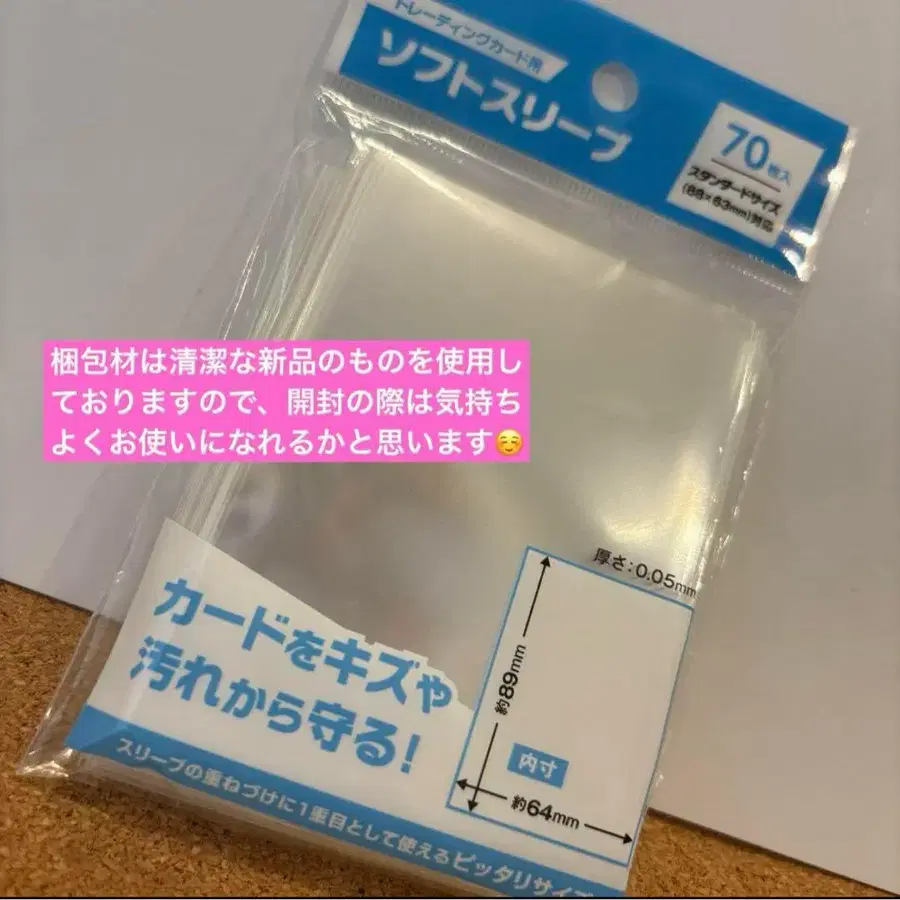 トレーディングカード用
ソフトスリーブ
70枚入
スタンダードサイズ
(88×63mm)対応
梱包材は清潔な新品のものを使用し
ておりますので、開封の際は気持ち
よくお使いになれるかと思います☺️
厚さ:0.05mm
約89mm
内寸
約64mm
カードをキズや
汚れから守る!
スリーブの重ねづけに1重目として使えるピッタリサイズ